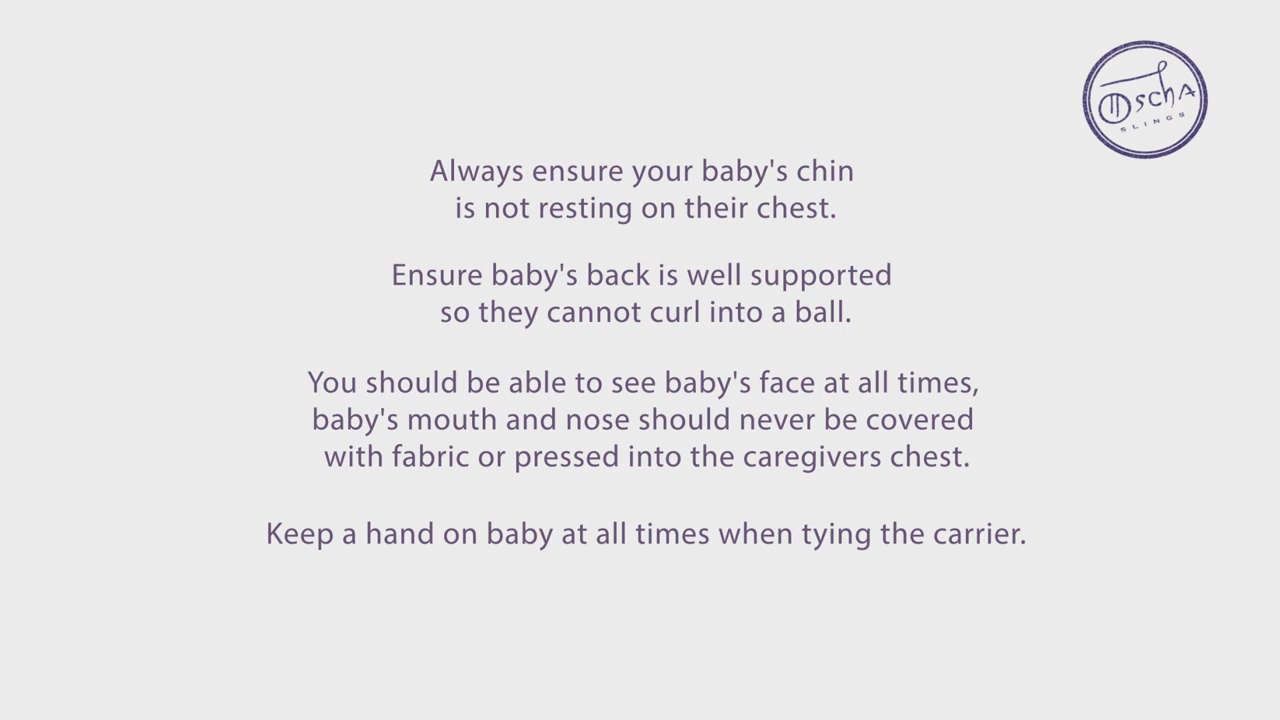 OschA
SLINGS
Always ensure your baby's chin
is not resting on their chest.
Ensure baby's back is well supported
so they cannot curl into a ball.
You should be able to see baby's face at all times,
baby's mouth and nose should never be covered
with fabric or pressed into the caregivers chest.
Keep a hand on baby at all times when tying the carrier.